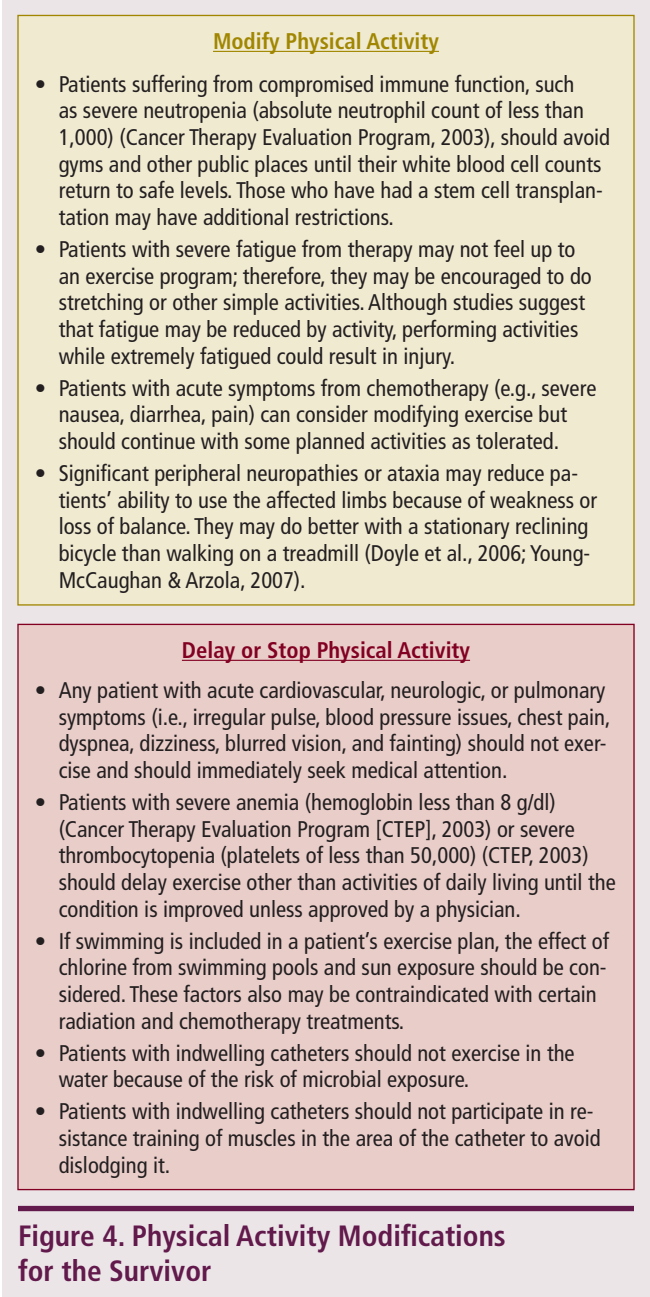 Modify Physical Activity
• Patients suffering from compromised immune function, such
as severe neutropenia (absolute neutrophil count of less than
1,000) (Cancer Therapy Evaluation Program, 2003), should avoid
gyms and other public places until their white blood cell counts
return to safe levels. Those who have had a stem cell transplan-
tation may have additional restrictions.
• Patients with severe fatigue from therapy may not feel up to
an exercise program; therefore, they may be encouraged to do
stretching or other simple activities. Although studies suggest
that fatigue may be reduced by activity, performing activities
while extremely fatigued could result in injury.
• Patients with acute symptoms from chemotherapy (e.g., severe
nausea, diarrhea, pain) can consider modifying exercise but
should continue with some planned activities as tolerated.
• Significant peripheral neuropathies or ataxia may reduce pa-
tients’ ability to use the affected limbs because of weakness or
loss of balance. They may do better with a stationary reclining
bicycle than walking on a treadmill (Doyle et al., 2006; Young-
McCaughan & Arzola, 2007).
Delay or Stop Physical Activity
• Any patient with acute cardiovascular, neurologic, or pulmonary
symptoms (i.e., irregular pulse, blood pressure issues, chest pain,
dyspnea, dizziness, blurred vision, and fainting) should not exer-
cise and should immediately seek medical attention.
• Patients with severe anemia (hemoglobin less than 8 g/dl)
(Cancer Therapy Evaluation Program [CTEP], 2003) or severe
thrombocytopenia (platelets of less than 50,000) (CTEP, 2003)
should delay exercise other than activities of daily living until the
condition is improved unless approved by a physician.
• If swimming is included in a patient’s exercise plan, the effect of
chlorine from swimming pools and sun exposure should be con-
sidered. These factors also may be contraindicated with certain
radiation and chemotherapy treatments.
• Patients with indwelling catheters should not exercise in the
water because of the risk of microbial exposure.
• Patients with indwelling catheters should not participate in re-
sistance training of muscles in the area of the catheter to avoid
dislodging it.
Figure 4. Physical Activity Modifications
for the Survivor